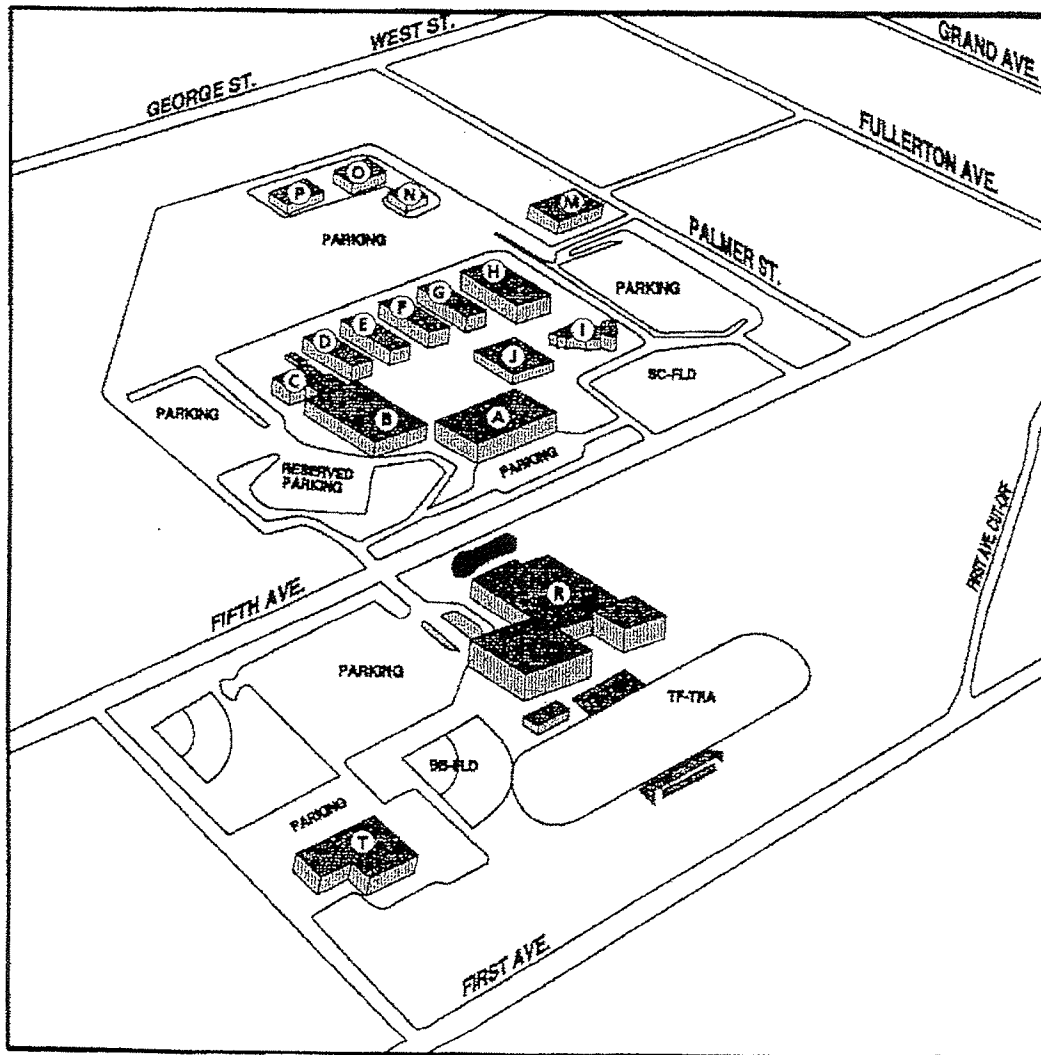 WEST ST.
GRAND AVE.
GEORGE ST.
FULLERTON AVE.
O
P
N
M
PARKING
PALMER ST.
H
PARKING
G
F
E
I
D
J
SC-FLD
C
PARKING
B
A
RESERVED
PARKING
PARKING
FIRST AVE. CUT-OFF
R
FIFTH AVE.
PARKING
TF-TRA
BB-FLD
PARKING
T
FIRST AVE.